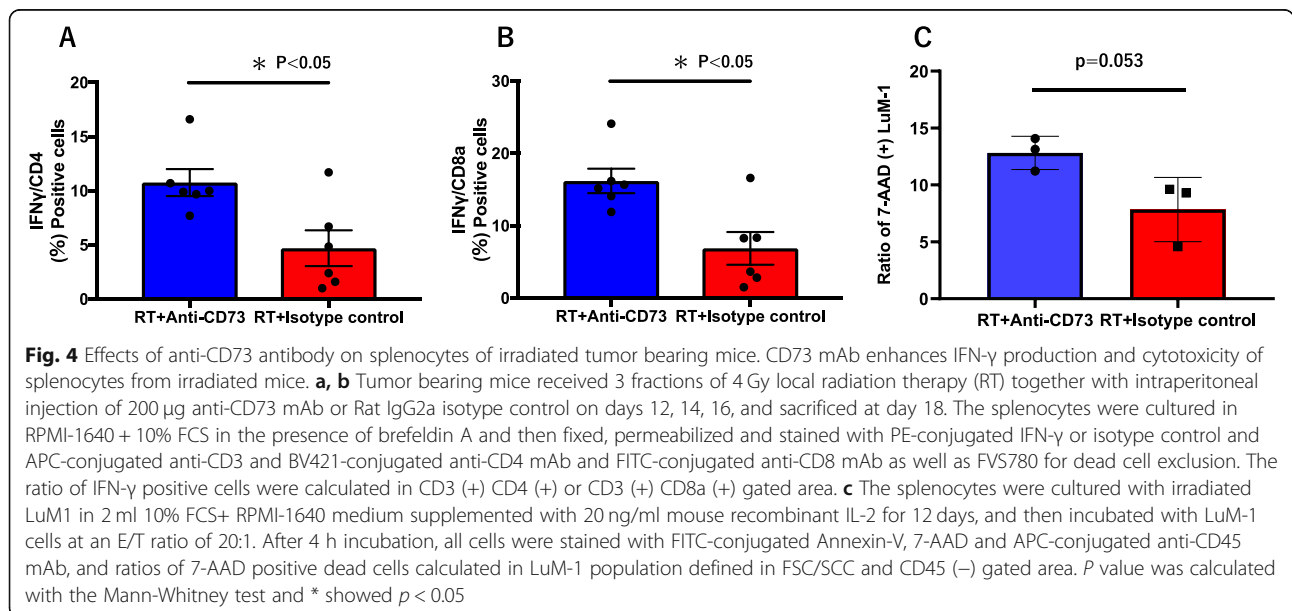 A
∗ P<0.05
20
15
10
5
0
IFNγ/CD4
(%) Positive cells
RT+Anti-CD73 RT+Isotype control
B
∗ P<0.05
30
20
10
0
IFNγ/CD8a
(%) Positive cells
RT+Anti-CD73 RT+Isotype control
C
p=0.053
20
15
10
5
0
Ratio of 7-AAD (+) LuM-1
RT+Anti-CD73 RT+Isotype control
Fig. 4 Effects of anti-CD73 antibody on splenocytes of irradiated tumor bearing mice. CD73 mAb enhances IFN-γ production and cytotoxicity of
splenocytes from irradiated mice. a, b Tumor bearing mice received 3 fractions of 4 Gy local radiation therapy (RT) together with intraperitoneal
injection of 200 μg anti-CD73 mAb or Rat IgG2a isotype control on days 12, 14, 16, and sacrificed at day 18. The splenocytes were cultured in
RPMI-1640 + 10% FCS in the presence of brefeldin A and then fixed, permeabilized and stained with PE-conjugated IFN-γ or isotype control and
APC-conjugated anti-CD3 and BV421-conjugated anti-CD4 mAb and FITC-conjugated anti-CD8 mAb as well as FVS780 for dead cell exclusion. The
ratio of IFN-γ positive cells were calculated in CD3 (+) CD4 (+) or CD3 (+) CD8a (+) gated area. c The splenocytes were cultured with irradiated
LuM1 in 2 ml 10% FCS+ RPMI-1640 medium supplemented with 20 ng/ml mouse recombinant IL-2 for 12 days, and then incubated with LuM-1
cells at an E/T ratio of 20:1. After 4 h incubation, all cells were stained with FITC-conjugated Annexin-V, 7-AAD and APC-conjugated anti-CD45
mAb, and ratios of 7-AAD positive dead cells calculated in LuM-1 population defined in FSC/SCC and CD45 (−) gated area. P value was calculated
with the Mann-Whitney test and * showed p < 0.05